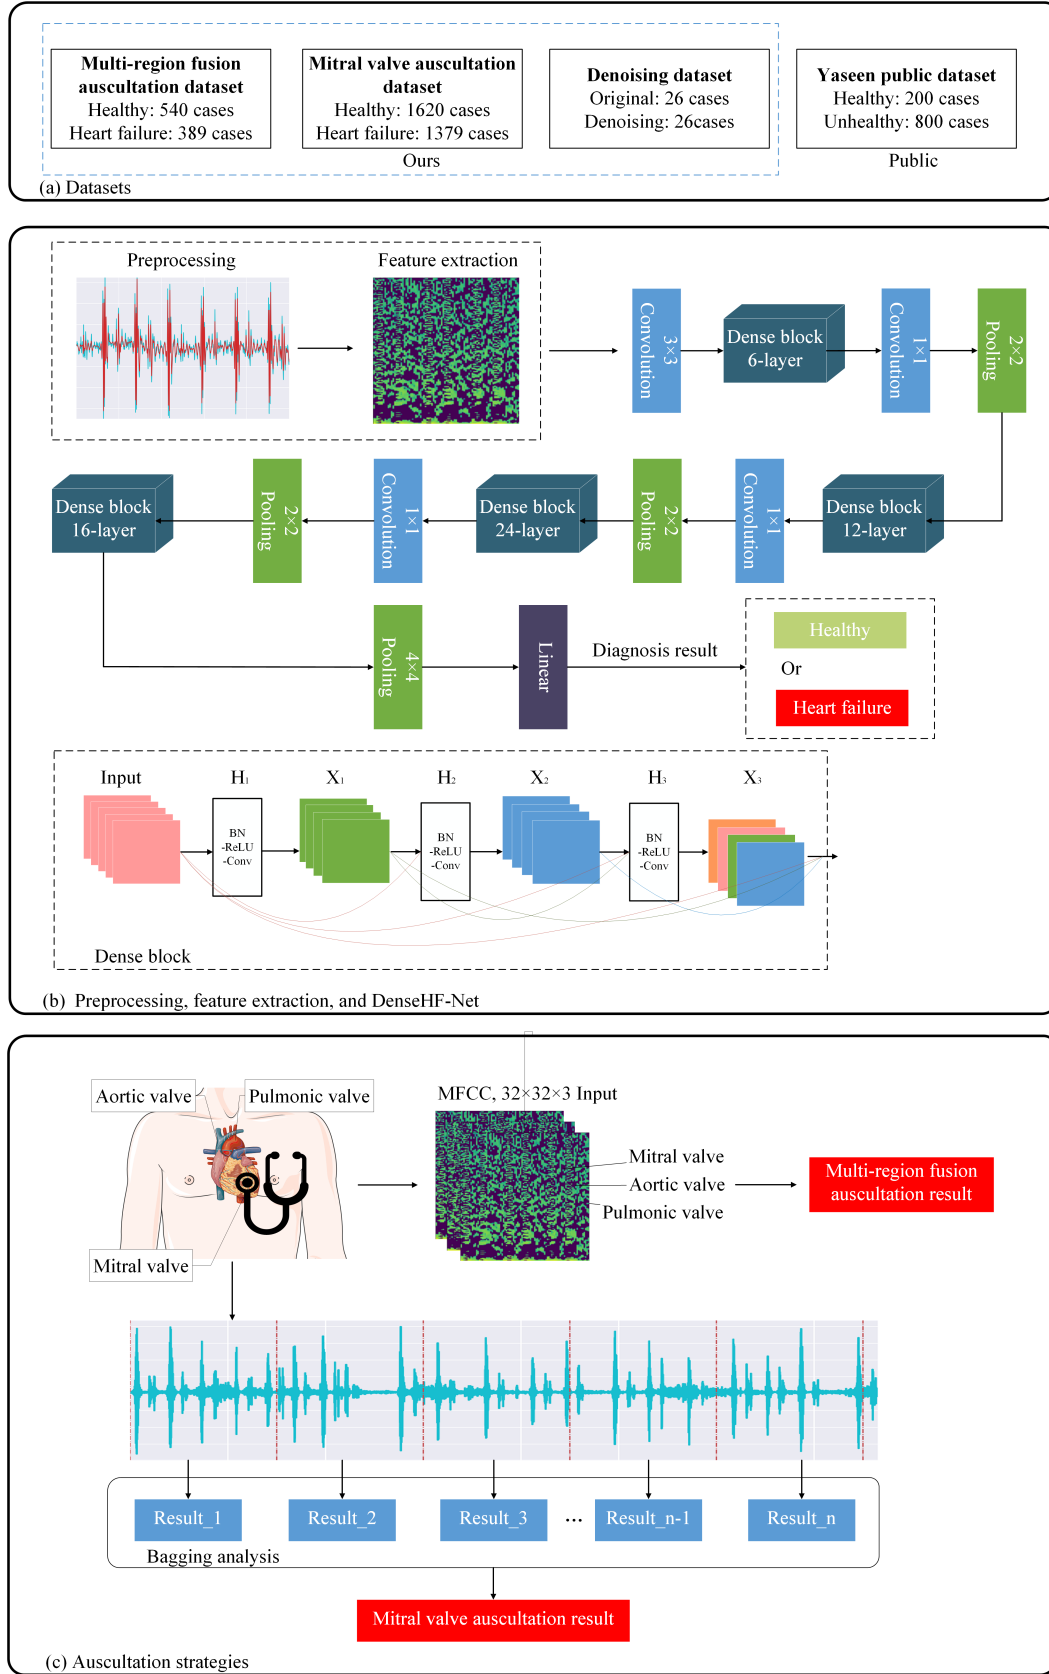 Multi-region fusion
auscultation dataset
Healthy: 540 cases
Heart failure: 389 cases
Mitral valve auscultation
dataset
Healthy: 1620 cases
Heart failure: 1379 cases
Denoising dataset
Original: 26 cases
Denoising: 26cases
Yaseen public dataset
Healthy: 200 cases
Unhealthy: 800 cases
Ours
Public
(a) Datasets
Preprocessing
Feature extraction
3×3
Convolution
Dense block
6-layer
1×1
Convolution
2×2
Pooling
Dense block
16-layer
2×2
Pooling
1×1
Convolution
Dense block
24-layer
2×2
Pooling
1×1
Convolution
Dense block
12-layer
4×4
Pooling
Linear
Diagnosis result
Healthy
Or
Heart failure
Input
H1
X1
H2
X2
H3
X3
BN
-ReLU
-Conv
BN
-ReLU
-Conv
BN
-ReLU
-Conv
Dense block
(b) Preprocessing, feature extraction, and DenseHF-Net
Aortic valve
Pulmonic valve
Mitral valve
MFCC, 32×32×3 Input
Mitral valve
Aortic valve
Pulmonic valve
Multi-region fusion
auscultation result
Result_1
Result_2
Result_3
...
Result_n-1
Result_n
Bagging analysis
Mitral valve auscultation result
(c) Auscultation strategies